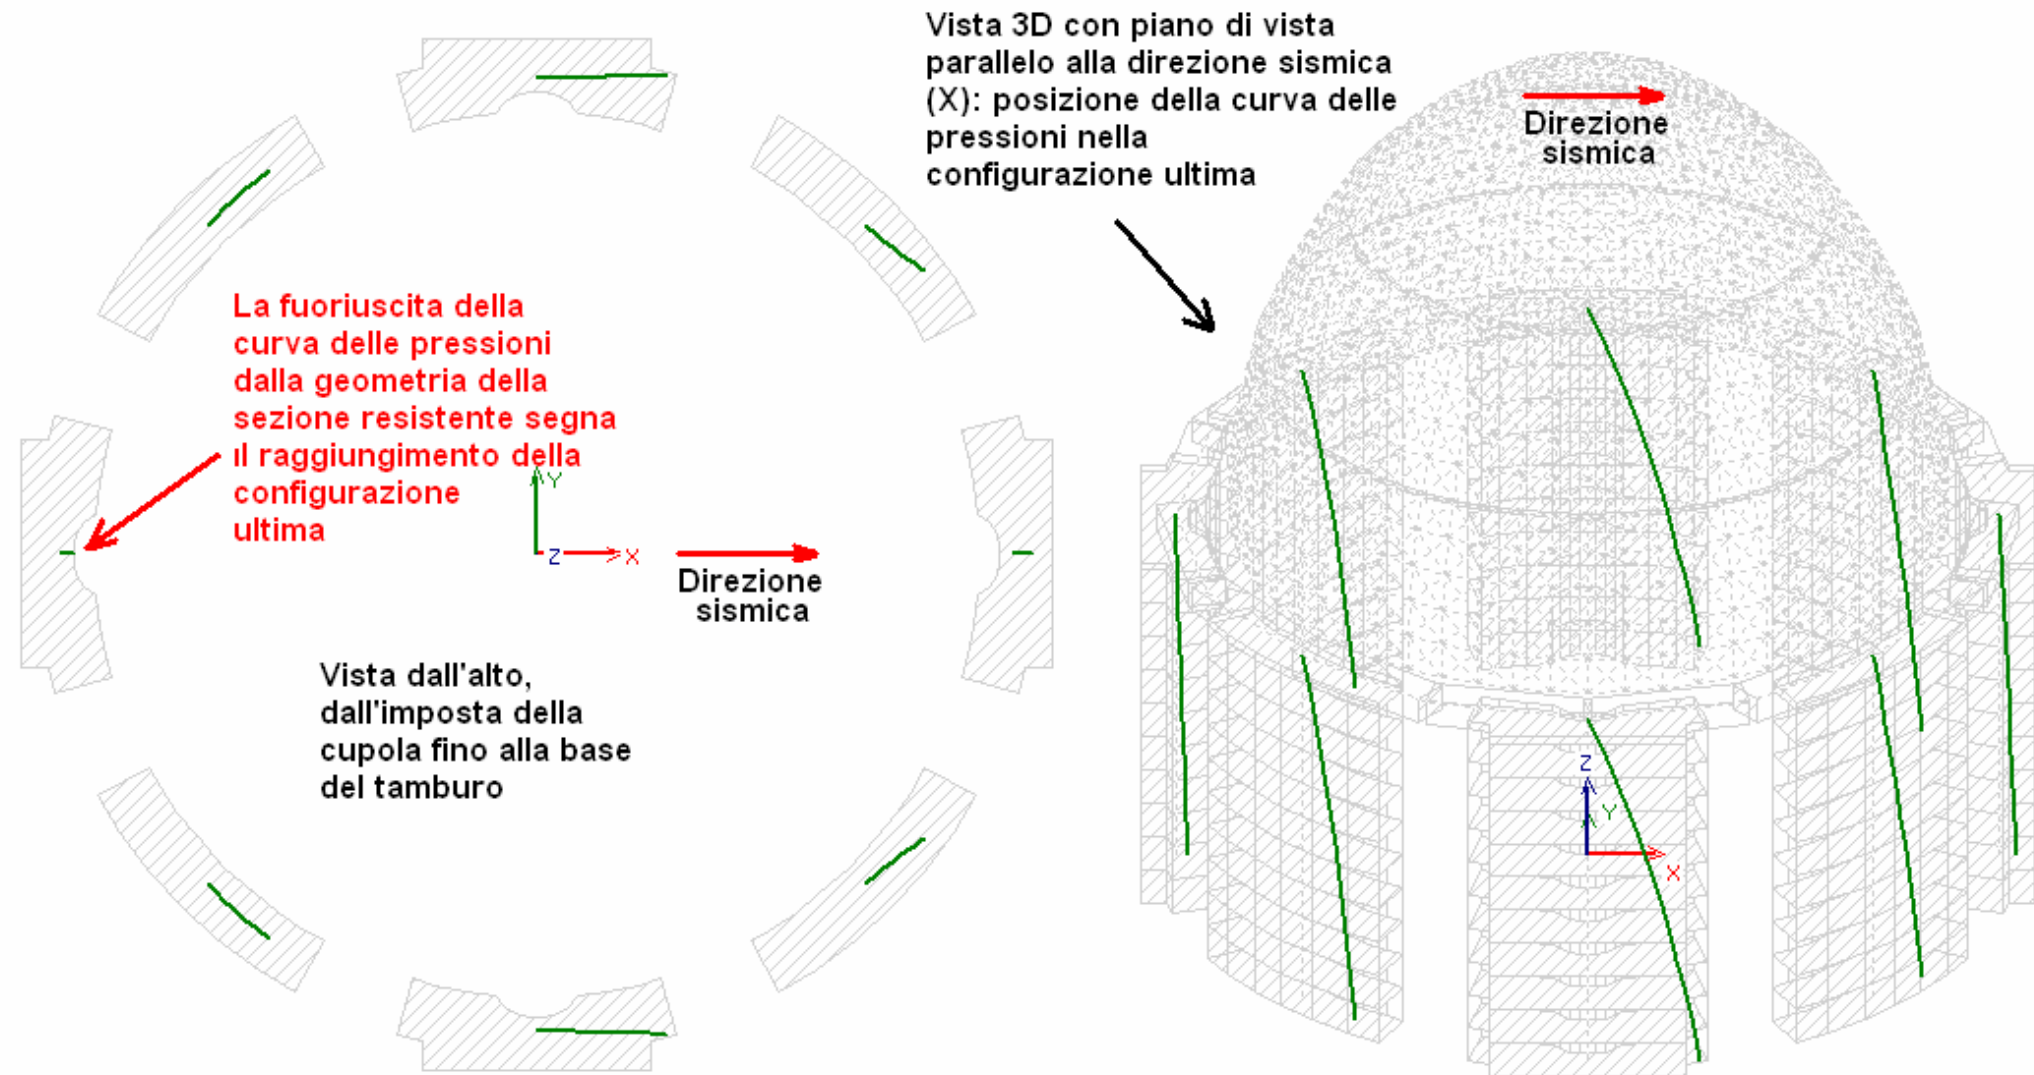 Vista 3D con piano di vista
parallelo alla direzione sismica
(X): posizione della curva delle
pressioni nella
configurazione ultima
Direzione
sismica
La fuoriuscita della
curva delle pressioni
dalla geometria della
sezione resistente segna
il raggiungimento della
configurazione
ultima
Y
Z
X
Direzione
sismica
Vista dall'alto,
dall'imposta della
cupola fino alla base
del tamburo
Z
Y
X